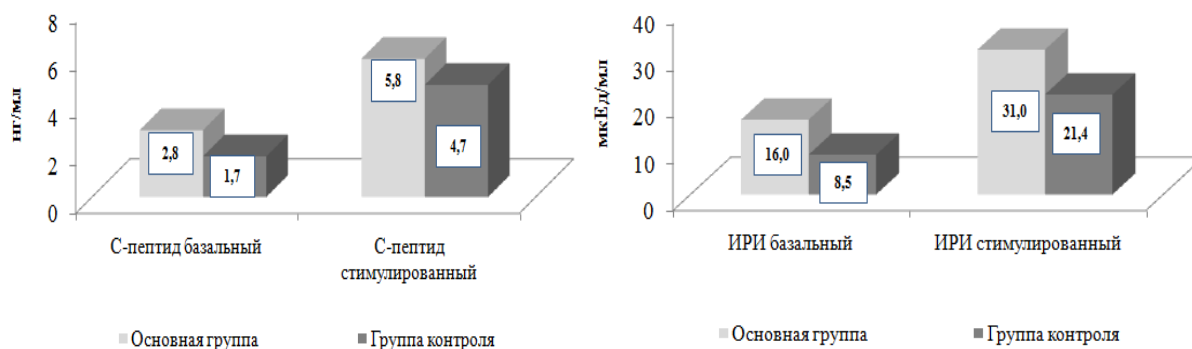 8
6
4
2
0
нг/мл
2,8
1,7
5,8
4,7
С-пептид базальный
С-пептид
стимулированный
Основная группа
Группа контроля
40
30
20
10
0
мкЕд/мл
16,0
8,5
31,0
21,4
ИРИ базальный
ИРИ стимулированный
Основная группа
Группа контроля